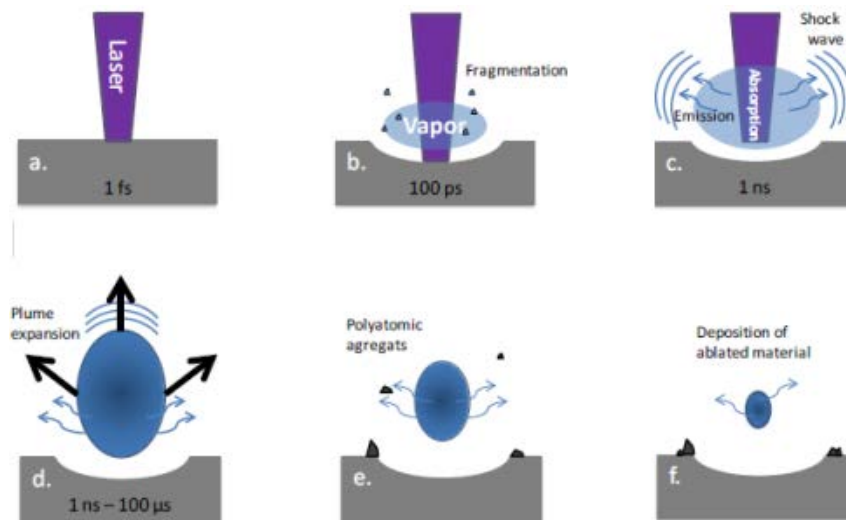 Laser
a.
1 fs
Fragmentation
Vapor
b.
100 ps
Shock
wave
Emission
Absorption
c.
1 ns
Plume
expansion
d.
1 ns – 100 µs
Polyatomic
agregats
e.
Deposition of
ablated material
f.